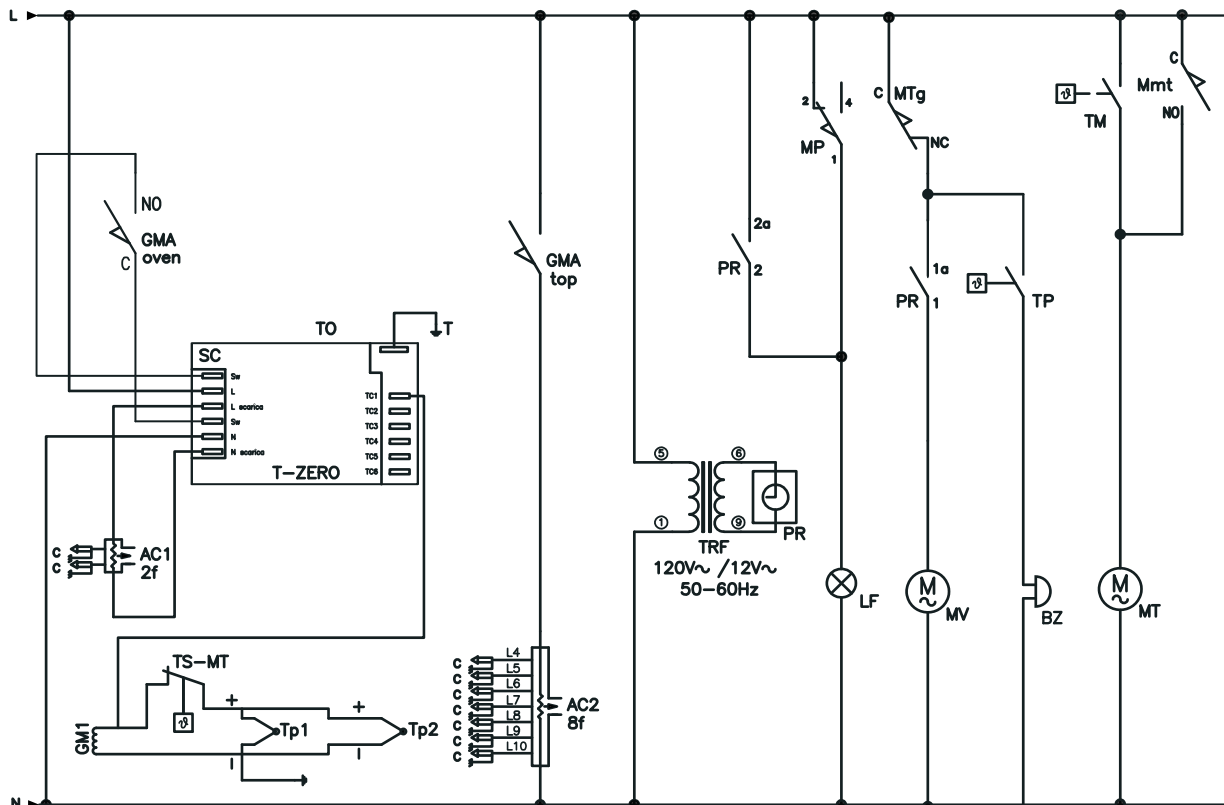 L
C
2
4
C
MTg
Mmt
TM
NO
MP
1
NC
NO
GMA
oven
C
GMA
top
2a
PR
2
1a
PR
1
TP
TO
T
SC
Sw
L
L scarica
Sw
N
N scarica
TC1
TC2
TC3
TC4
TC5
TC6
T-ZERO
5
6
1
9
PR
TRF
120V~ /12V~
50-60Hz
C
C
AC1
2f
LF
M
MV
BZ
M
MT
TS-MT
GM1
+
Tp1
-
+
Tp2
-
C
C
C
C
C
C
C
L4
L5
L6
L7
L8
L9
L10
AC2
8f
N